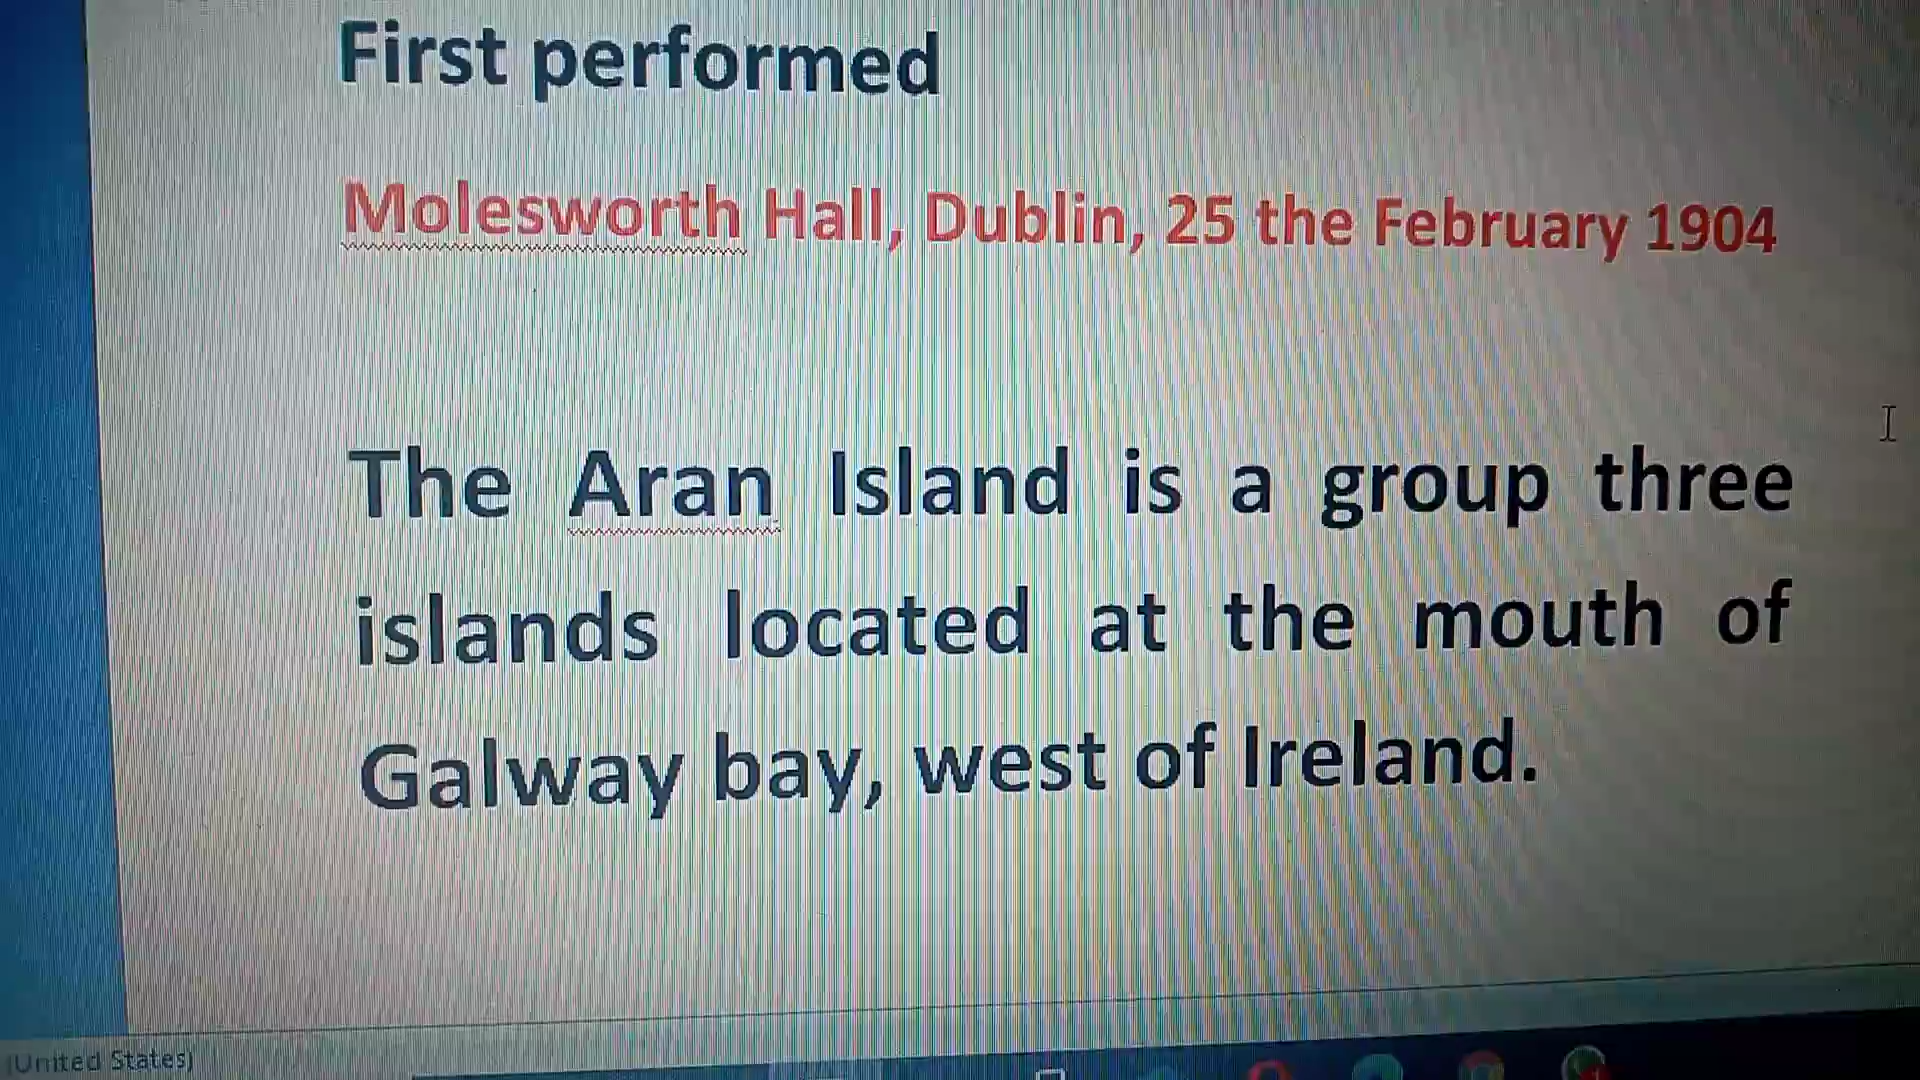 First performed
Molesworth Hall, Dublin, 25 the February 1904
The Aran Island is a group three
islands located at the mouth of
Galway bay, west of Ireland.
(United States)